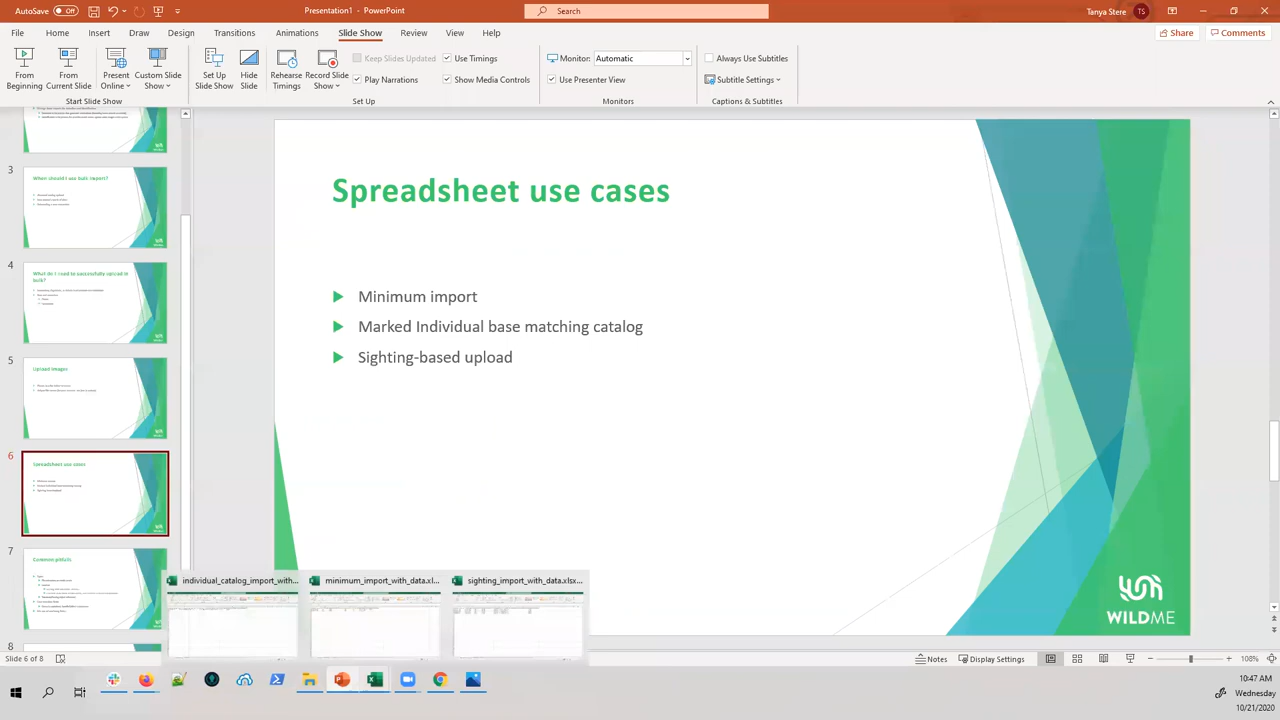 AutoSave Off
Presentation1 - PowerPoint
Search
Tanya Stere
TS
File Home Insert Draw Design Transitions Animations Slide Show Review View Help
Share
Comments
From Beginning
From Current Slide
Present Online
Custom Slide Show
Start Slide Show
Set Up Slide Show
Hide Slide
Rehearse Timings
Record Slide Show
Keep Slides Updated
Play Narrations
Use Timings
Show Media Controls
Set Up
Monitor: Automatic
Use Presenter View
Monitors
Always Use Subtitles
Subtitle Settings
Captions & Subtitles
3
When should I use bulk import?
4
What do I need to successfully upload in bulk?
5
Upload images
6
Spreadsheet use cases
7
Common pitfalls
8
Spreadsheet use cases
Minimum import
Marked Individual base matching catalog
Sighting-based upload
WILDME
individual_catalog_import_with...
minimum_import_with_data.xl...
sighting_import_with_data.xlsx...
Slide 6 of 8
Notes
Display Settings
108%
10:47 AM
Wednesday
10/21/2020